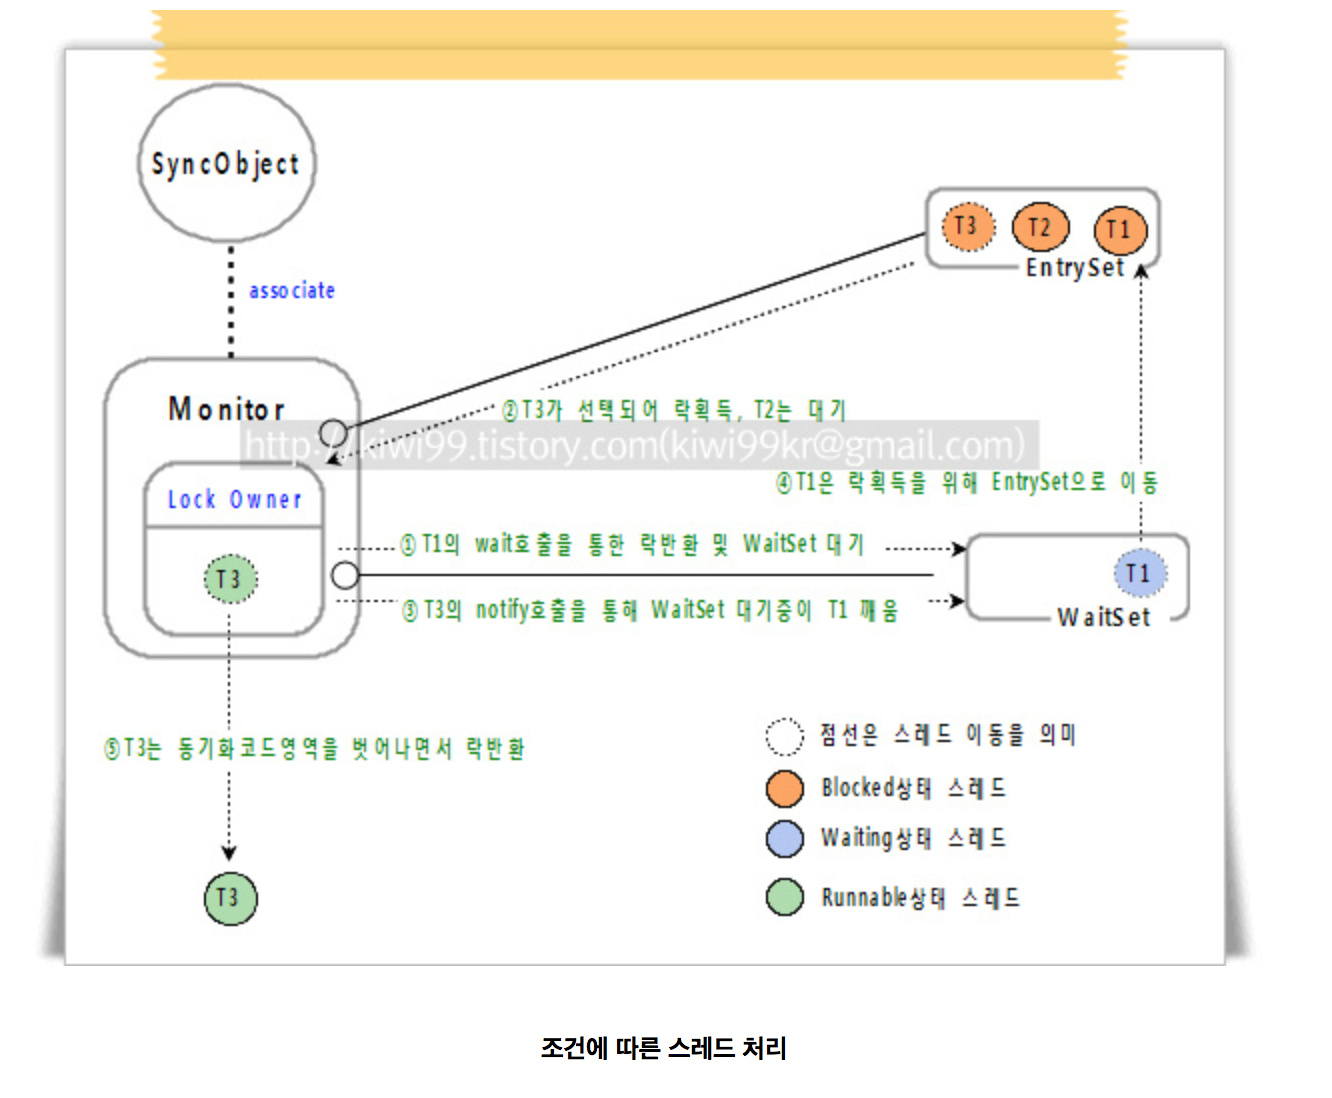 SyncObject
associate
T3 T2 T1
EntrySet
Monitor
②T3가 선택되어 락획득, T2는 대기
http://kiwi99.tistory.com(kiwi99kr@gmail.com)
④T1은 락획득을 위해 EntrySet으로 이동
Lock Owner
T3
①T1의 wait호출을 통한 락반환 및 WaitSet 대기
T1
③T3의 notify호출을 통해 WaitSet 대기중이 T1 깨움
WaitSet
⑤T3는 동기화코드영역을 벗어나면서 락반환
T3
점선은 스레드 이동을 의미
Blocked상태 스레드
Waiting상태 스레드
Runnable상태 스레드
조건에 따른 스레드 처리